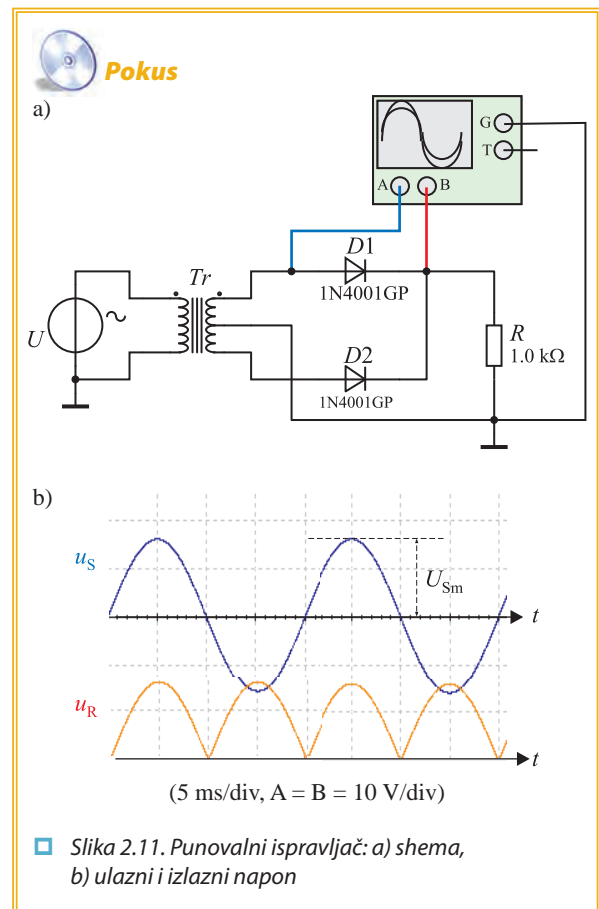 Pokus
a)
G
T
A B
D1
Tr
1N4001GP
U
R
1.0 kΩ
D2
1N4001GP
b)
uS
USm
t
uR
t
(5 ms/div, A = B = 10 V/div)
Slika 2.11. Punovalni ispravljač: a) shema,
b) ulazni i izlazni napon